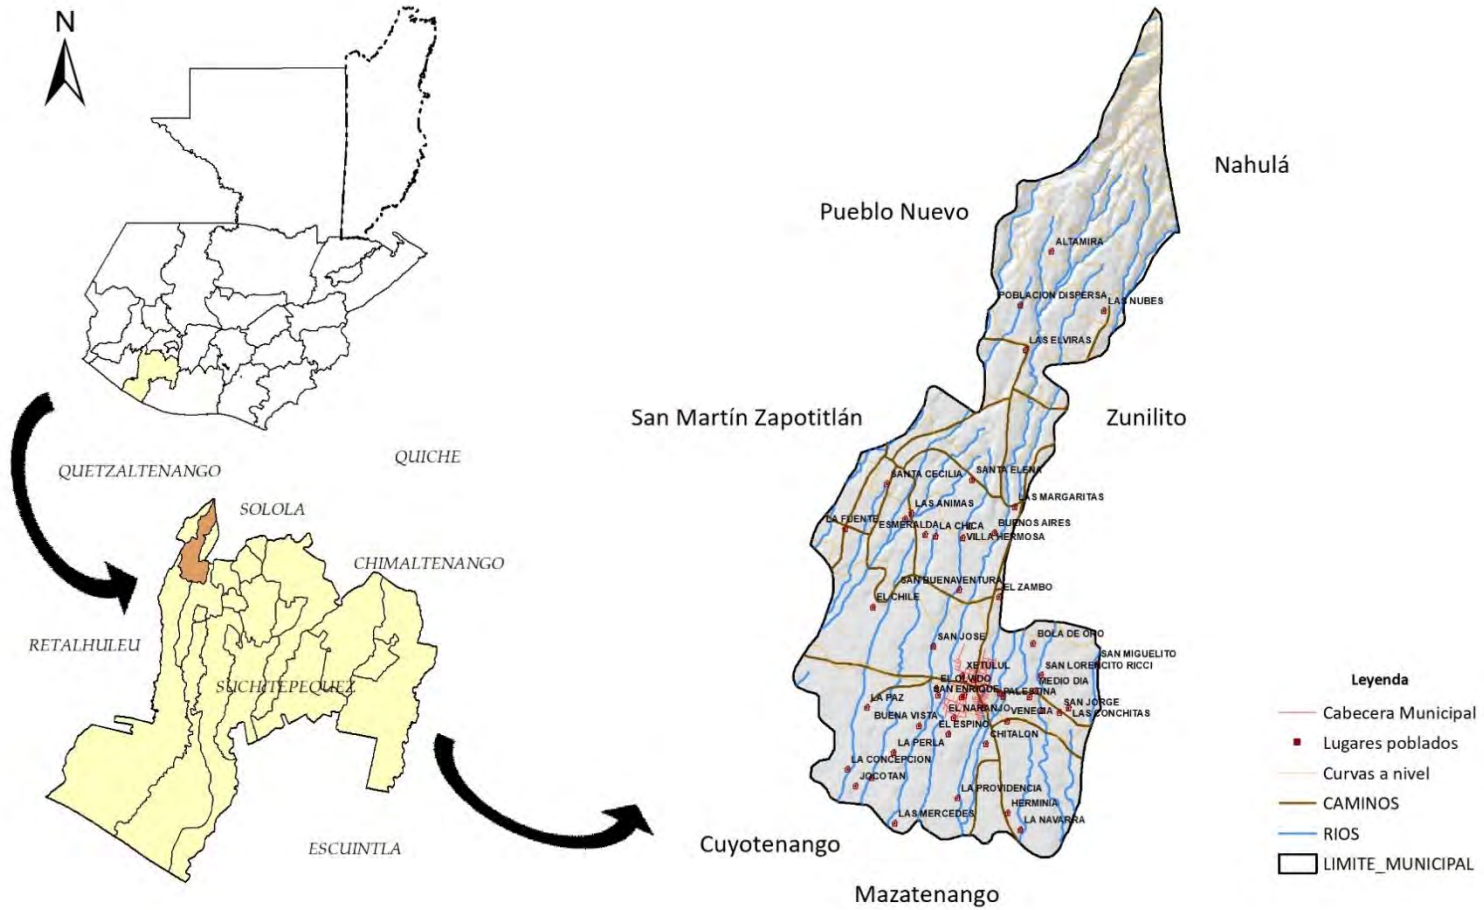 N
QUETZALTENANGO
QUICHE
SOLOLA
CHIMALTENANGO
RETALHULEU
SUCHITEPEQUEZ
ESCUINTLA
Nahulá
Pueblo Nuevo
San Martín Zapotitlán
Zunilito
Cuyotenango
Mazatenango
ALTAMIRA
POBLACION DISPERSA
LAS NUBES
LAS ELVIRAS
SANTA CECILIA
SANTA ELENA
LAS MARGARITAS
LAS ANIMAS
LA FUENTE
ESMERALDA
LA CHICA
BUENOS AIRES
VILLA HERMOSA
SAN BUENAVENTURA
EL ZAMBO
EL CHILE
SAN JOSE
BOLA DE ORO
SAN MIGUELITO
XETULUL
SAN LORENCITO RICCI
EL OLVIDO
MEDIO DIA
SAN ENRIQUE
PALESTINA
LA PAZ
SAN JORGE
EL NARANJO
VENECIA
LAS CONCHITAS
BUENA VISTA
EL ESPINO
CHITALON
LA PERLA
LA CONCEPCION
JOCOTAN
LA PROVIDENCIA
HERMINIA
LAS MERCEDES
LA NAVARRA
Leyenda
Cabecera Municipal
Lugares poblados
Curvas a nivel
CAMINOS
RIOS
LIMITE_MUNICIPAL